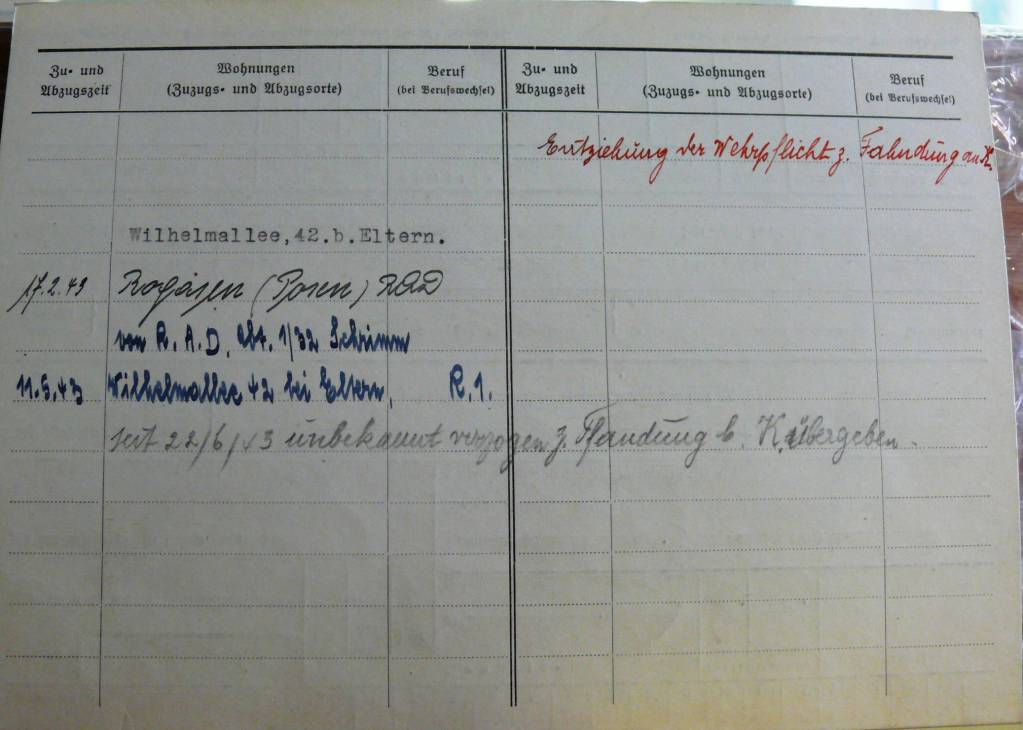 Zu- und Abzugszeit
Wohnungen
(Zuzugs- und Abzugsorte)
Beruf
(bei Berufswechsel)
Zu- und Abzugszeit
Wohnungen
(Zuzugs- und Abzugsorte)
Beruf
(bei Berufswechsel)
Entziehung der Wehrpflicht z. Fahndung an K.
Wilhelmallee,42.b.Eltern.
17.2.43 Rogasen (Posen) RAD
von R.A.D. Abt. 1/32 Schrimm
11.5.43 Wilhelmallee 42 bei Eltern, R.1.
seit 22/6/43 unbekannt verzogen z. Fandung b. K. übergeben.